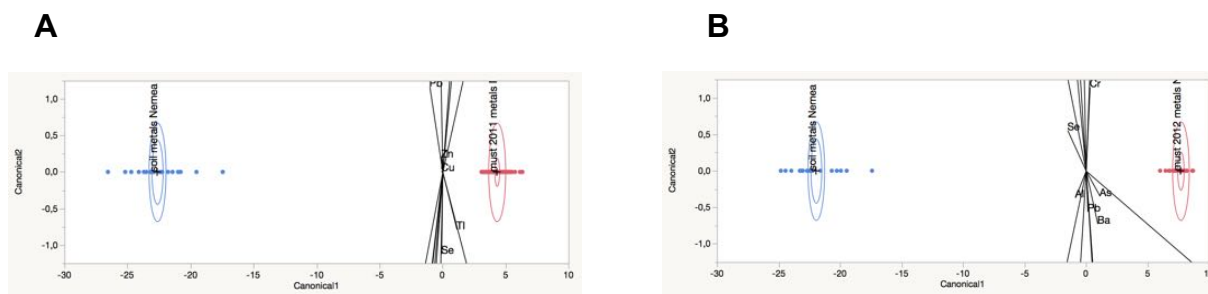 A
1,0
0,5
0,0
-0,5
-1,0
Canonical2
soil metals Nemea
Pb
Zn
Cu
Tl
Se
must 2011 metals
-30
-25
-20
-15
-10
-5
0
5
10
Canonical1
B
1,0
0,5
0,0
-0,5
-1,0
Canonical2
soil metals Nemea
Cr
Se
Al
As
Pb
Ba
must 2012 metals
-30
-25
-20
-15
-10
-5
0
5
Canonical1